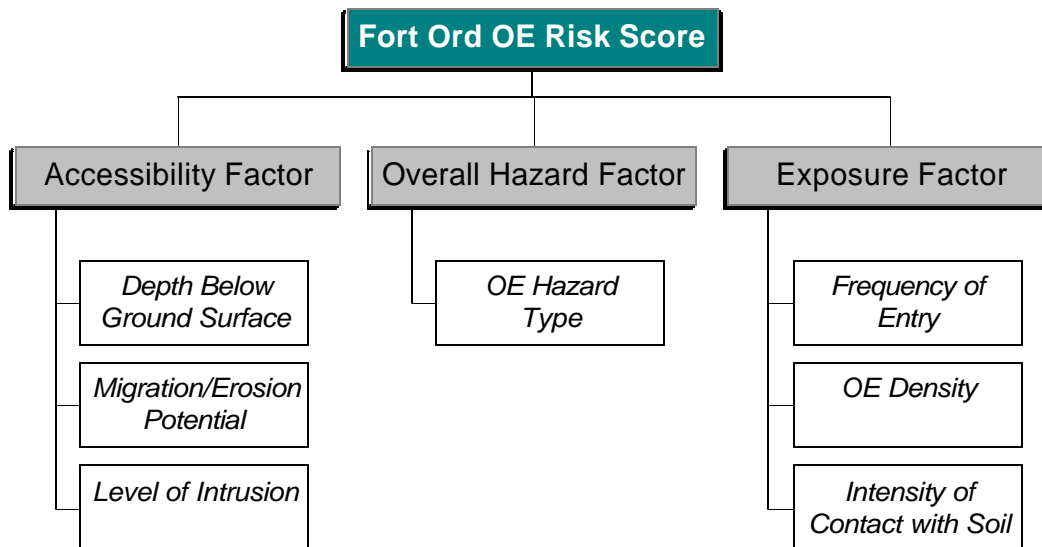 Fort Ord OE Risk Score
Accessibility Factor
Overall Hazard Factor
Exposure Factor
Depth Below
Ground Surface
Migration/Erosion
Potential
Level of Intrusion
OE Hazard
Type
Frequency of
Entry
OE Density
Intensity of
Contact with Soil